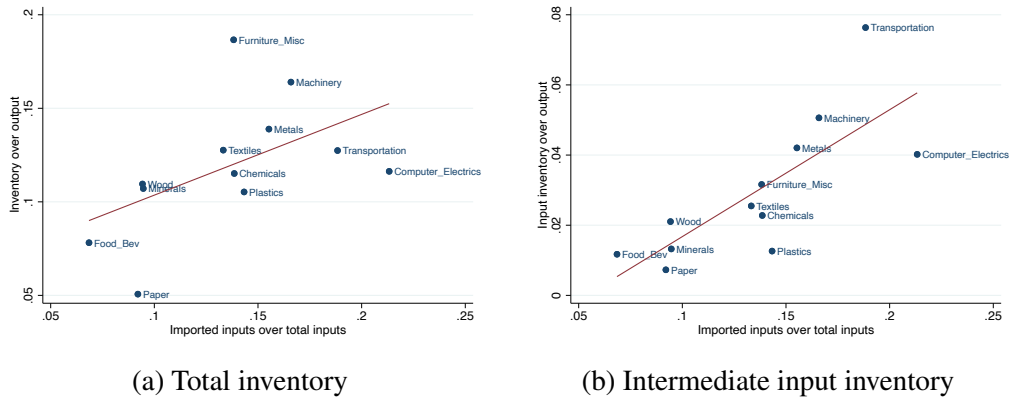 .2
.15
.1
.05
Inventory over output
Furniture_Misc
Machinery
Metals
Textiles
Transportation
Chemicals
Computer_Electrics
Wood
Minerals
Plastics
Food_Bev
Paper
.05 .1 .15 .2 .25
Imported inputs over total inputs
(a) Total inventory
.08
.06
.04
.02
0
Input inventory over output
Transportation
Machinery
Metals
Computer_Electrics
Furniture_Misc
Textiles
Chemicals
Wood
Minerals
Plastics
Food_Bev
Paper
.05 .1 .15 .2 .25
Imported inputs over total inputs
(b) Intermediate input inventory